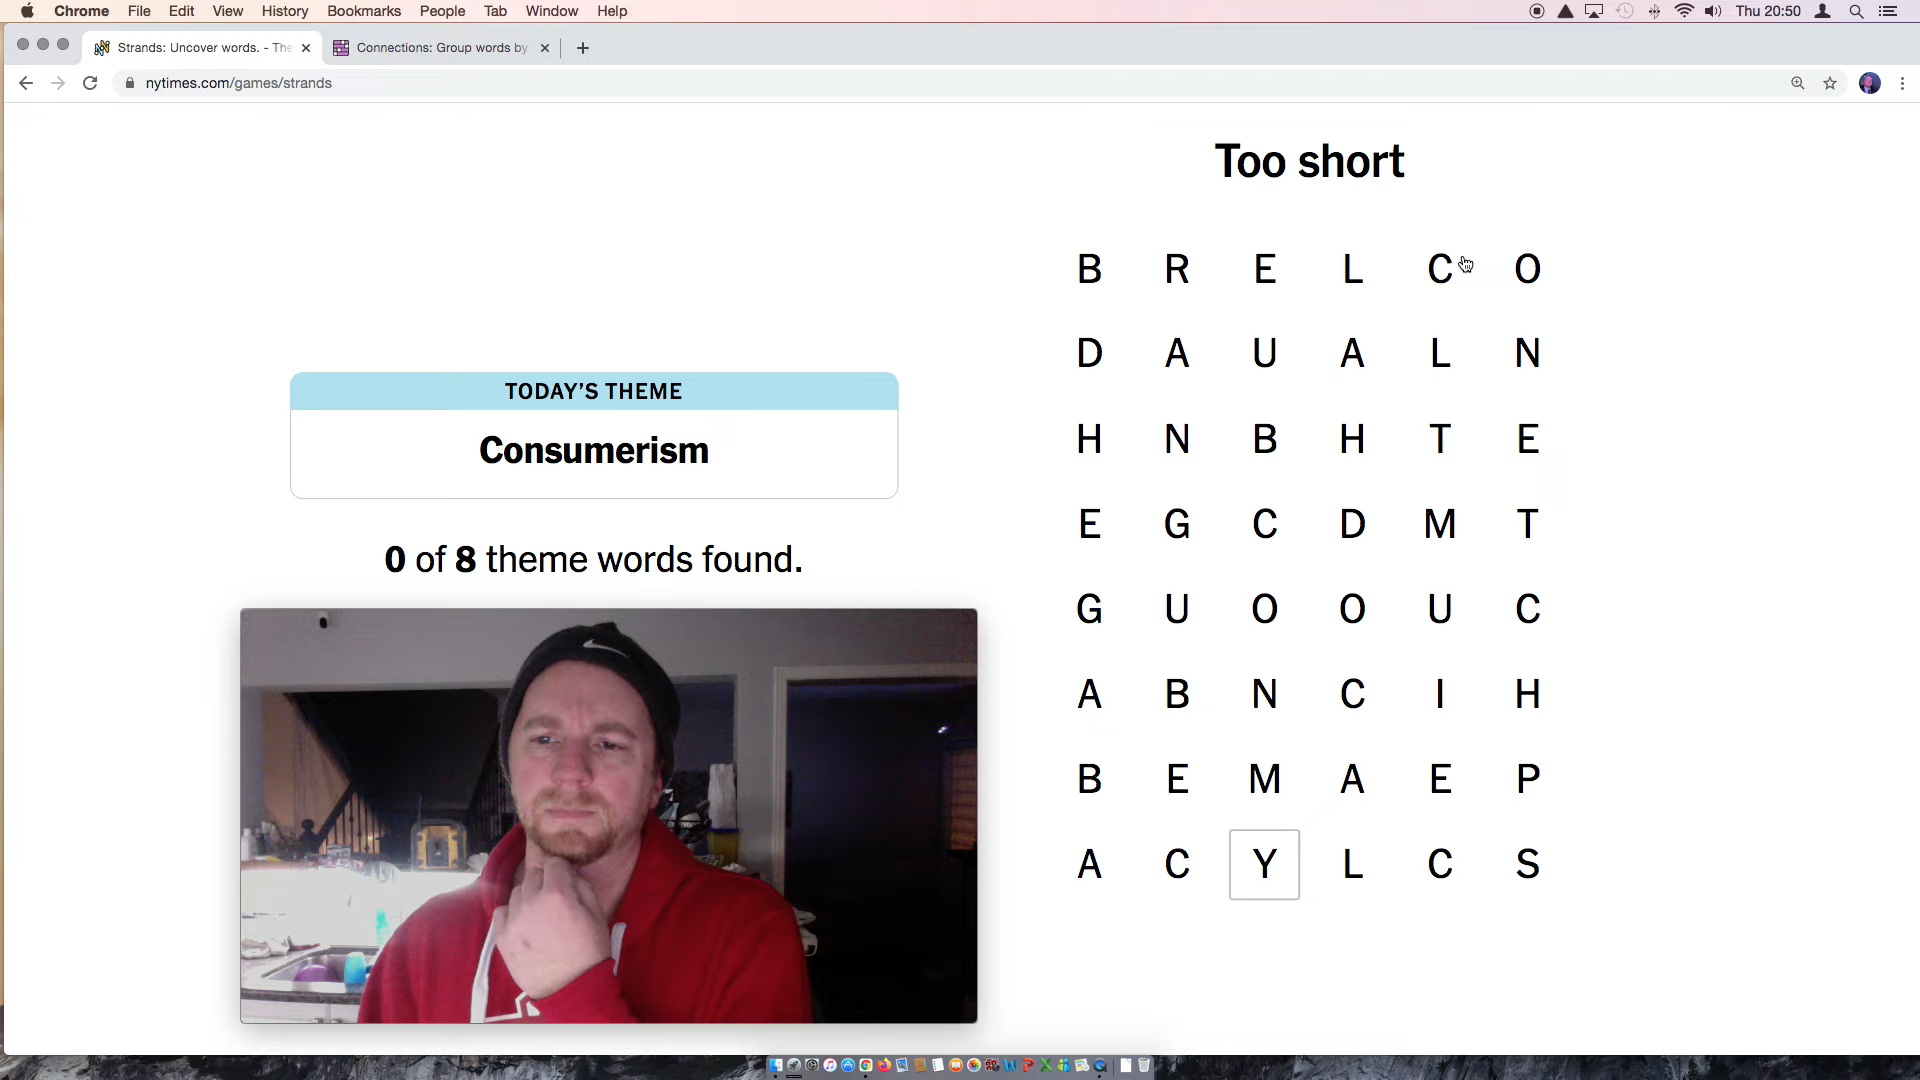 Chrome File Edit View History Bookmarks People Tab Window Help Thu 20:50
Strands: Uncover words. - The Connections: Group words by
nytimes.com/games/strands
Too short
B R E L C O
D A U A L N
H N B H T E
E G C D M T
G U O O U C
A B N C I H
B E M A E P
A C Y L C S
TODAY'S THEME
Consumerism
0 of 8 theme words found.